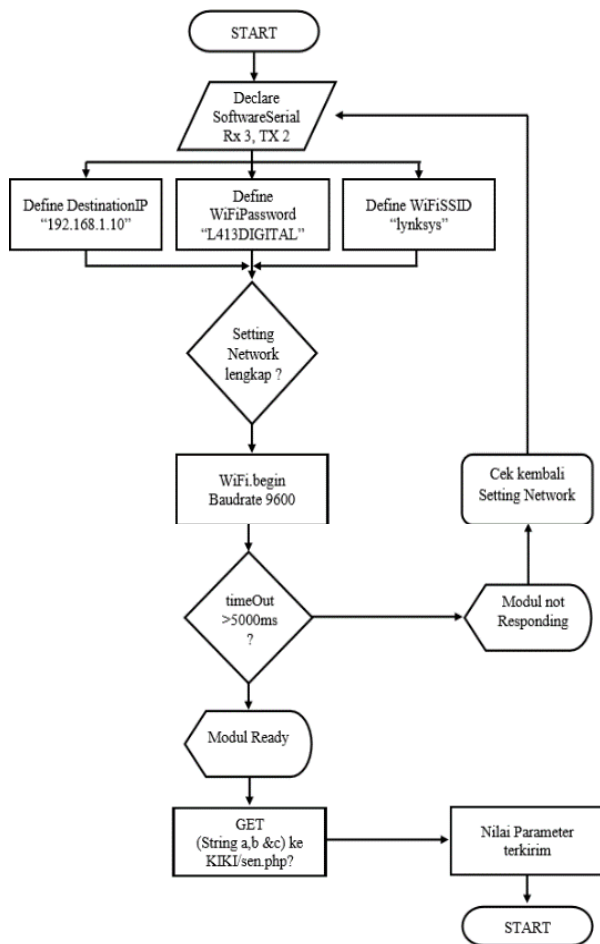 START
Declare
SoftwareSerial
Rx 3, TX 2
Define DestinationIP
“192.168.1.10”
Define
WiFiPassword
“L413DIGITAL”
Define WiFiSSID
“lynksys”
Setting
Network
lengkap ?
WiFi.begin
Baudrate 9600
Cek kembali
Setting Network
timeOut
>5000ms
?
Modul not
Responding
Modul Ready
GET
(String a,b &c) ke
KIKI/sen.php?
Nilai Parameter
terkirim
START